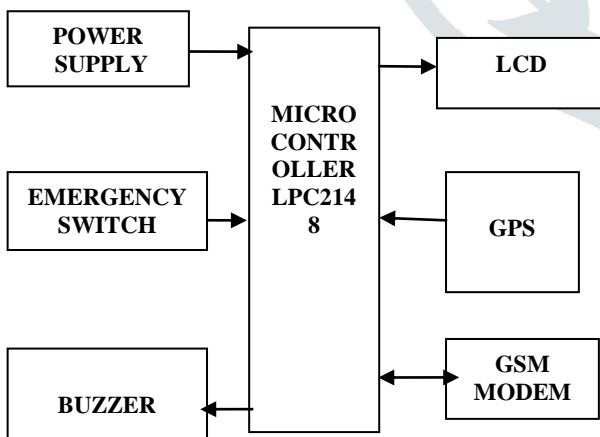 POWER
SUPPLY
EMERGENCY
SWITCH
BUZZER
MICRO
CONTR
OLLER
LPC214
8
LCD
GPS
GSM
MODEM